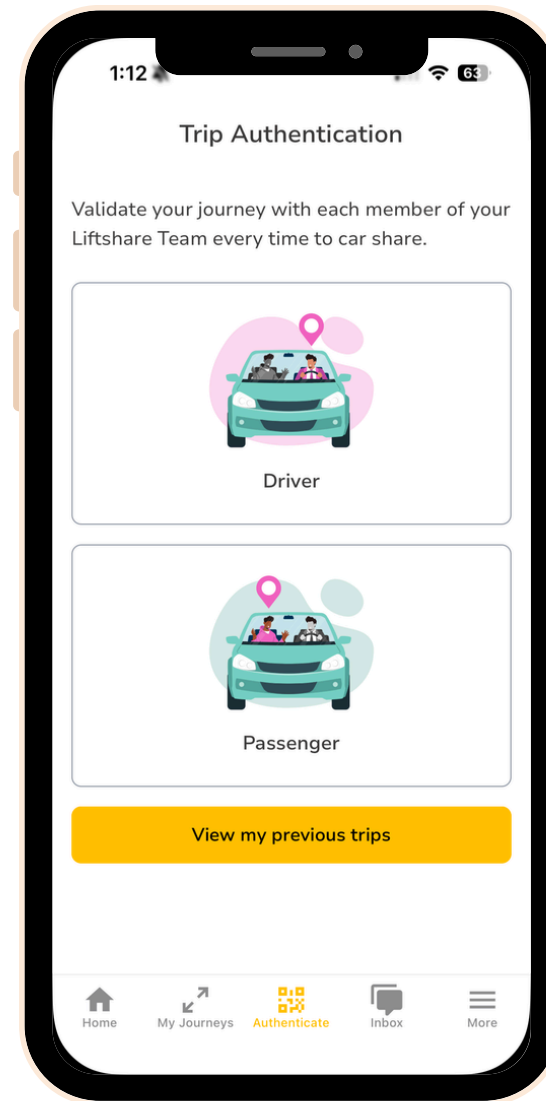 1:12
63
Trip Authentication
Validate your journey with each member of your
Liftshare Team every time to car share.
Driver
Passenger
View my previous trips
Home
My Journeys
Authenticate
Inbox
More